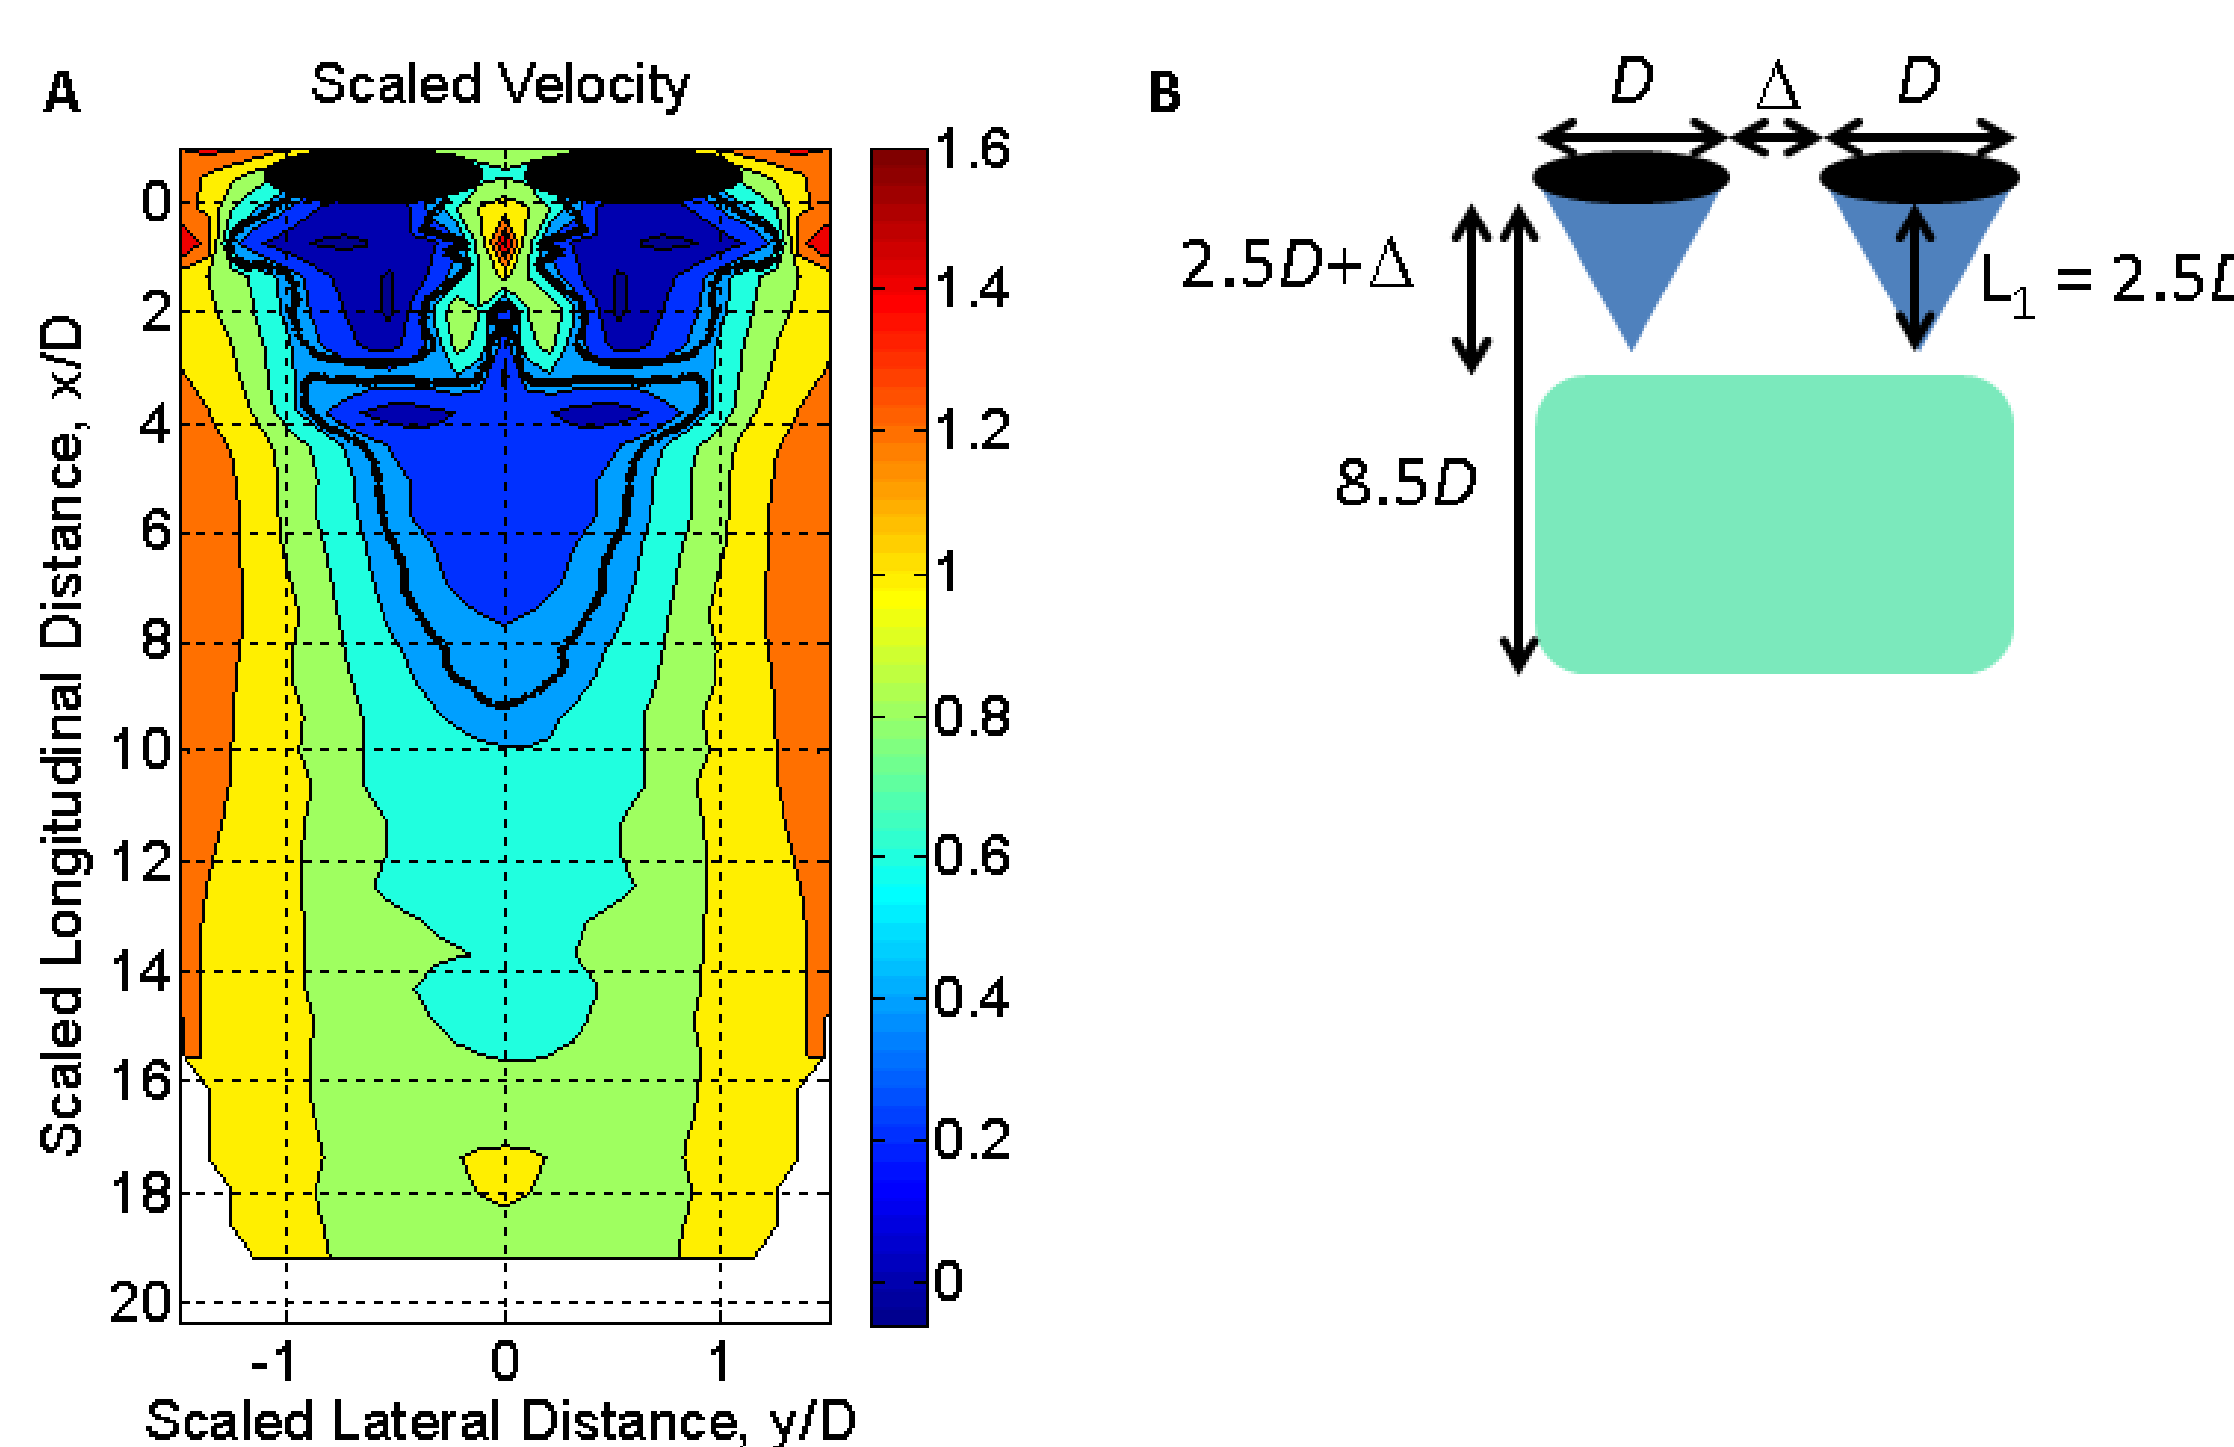 A
Scaled Velocity
Scaled Longitudinal Distance, x/D
0
2
4
6
8
10
12
14
16
18
20
-1
0
1
Scaled Lateral Distance, y/D
1.6
1.4
1.2
1
0.8
0.6
0.4
0.2
0
B
D Δ D
2.5D+Δ
L₁ = 2.5D
8.5D